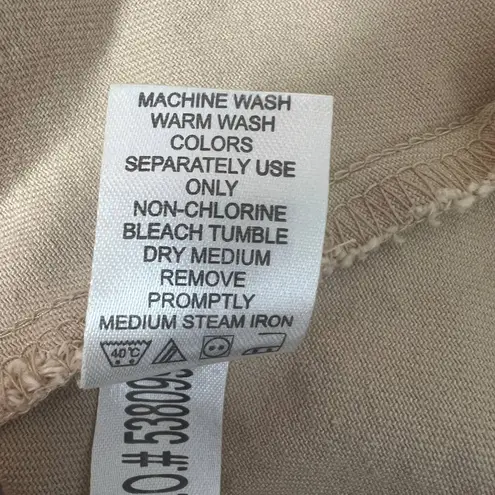 MACHINE WASH
WARM WASH
COLORS
SEPARATELY USE
ONLY
NON-CHLORINE
BLEACH TUMBLE
DRY MEDIUM
REMOVE
PROMPTLY
MEDIUM STEAM IRON
40°C
O.# 538093